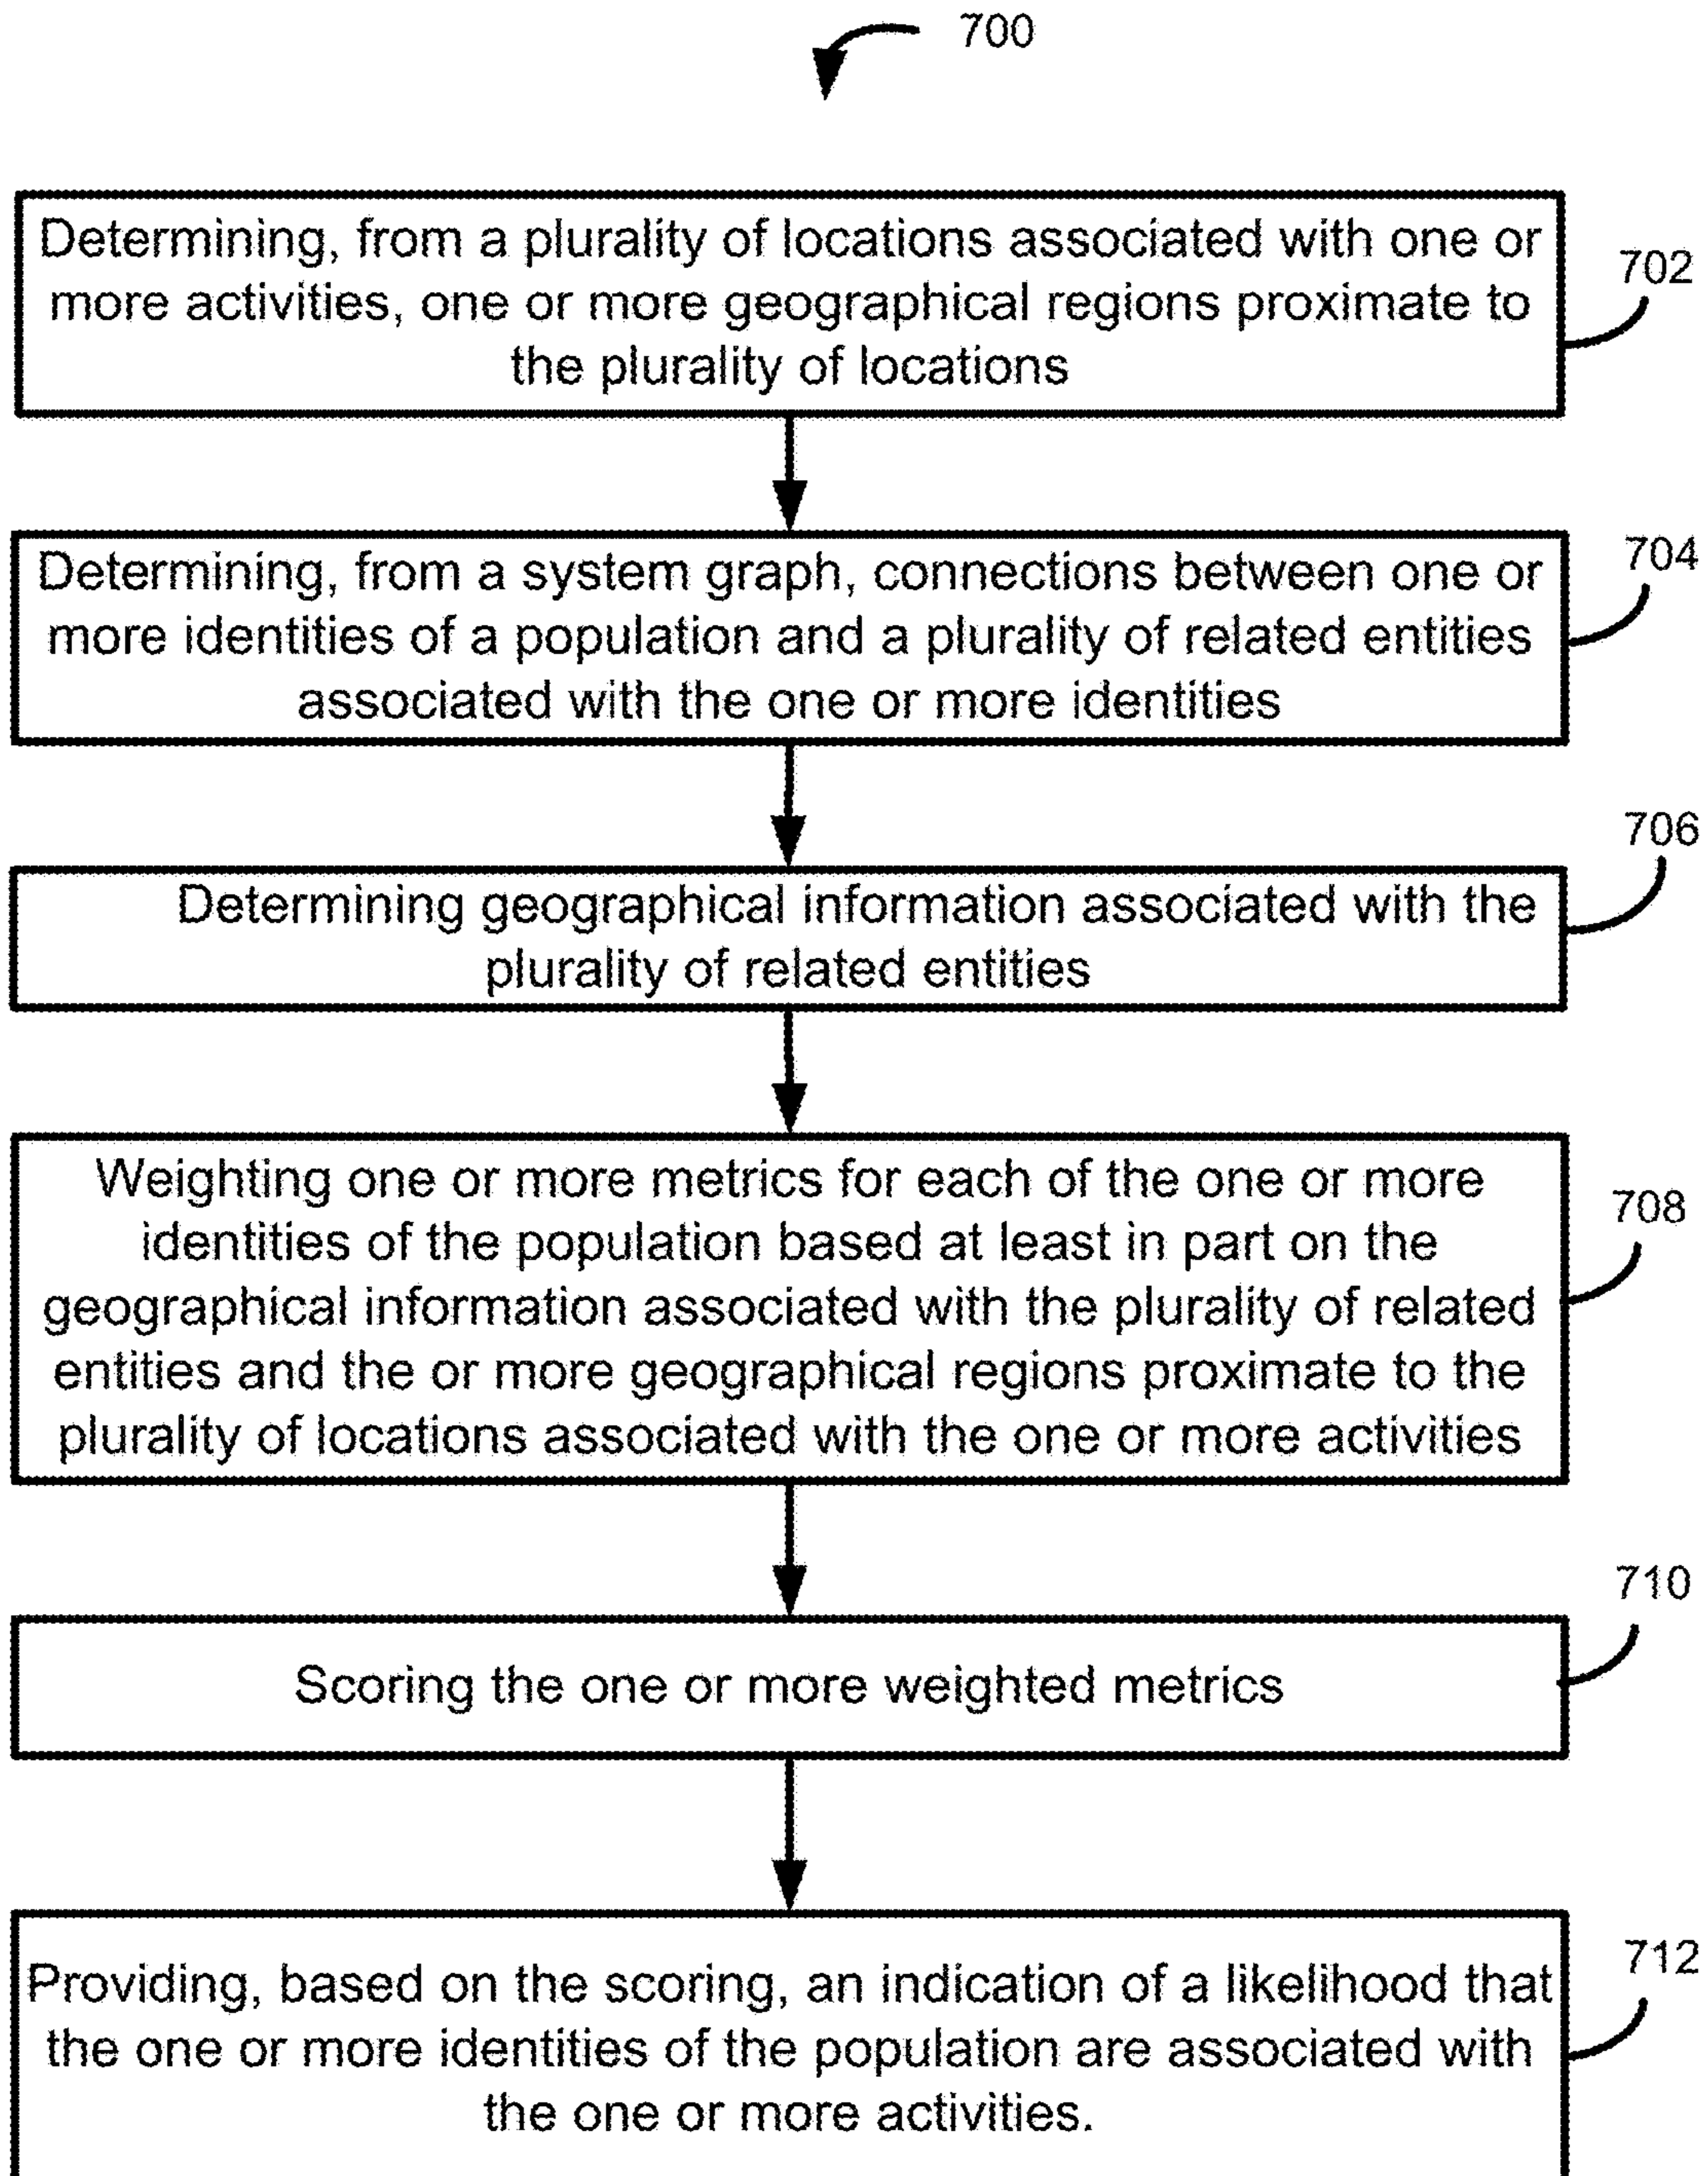 700
Determining, from a plurality of locations associated with one or
more activities, one or more geographical regions proximate to
the plurality of locations
702
Determining, from a system graph, connections between one or
more identities of a population and a plurality of related entities
associated with the one or more identities
704
Determining geographical information associated with the
plurality of related entities
706
Weighting one or more metrics for each of the one or more
identities of the population based at least in part on the
geographical information associated with the plurality of related
entities and the or more geographical regions proximate to the
plurality of locations associated with the one or more activities
708
Scoring the one or more weighted metrics
710
Providing, based on the scoring, an indication of a likelihood that
the one or more identities of the population are associated with
the one or more activities.
712